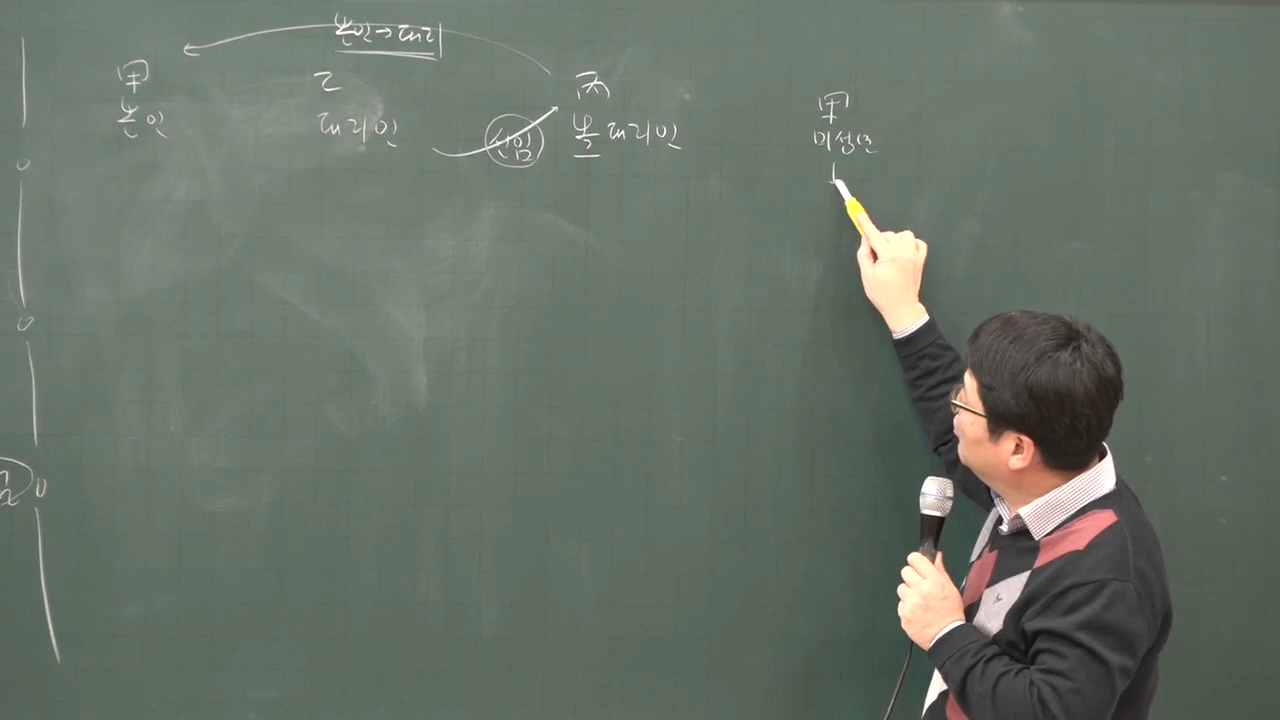 본인→대리
甲 乙 丙
본인 대리인 선임 복대리인
甲
미성년